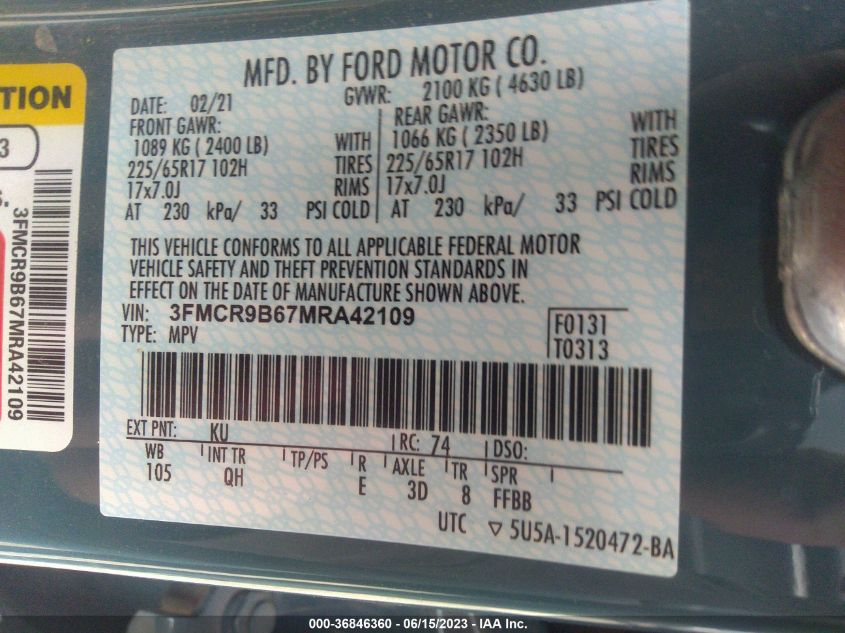 MFD. BY FORD MOTOR CO.
DATE: 02/21 GVWR: 2100 KG ( 4630 LB)
FRONT GAWR: REAR GAWR:
1089 KG ( 2400 LB) WITH 1066 KG ( 2350 LB) WITH
225/65R17 102H TIRES 225/65R17 102H TIRES
17x7.0J RIMS 17x7.0J RIMS
AT 230 kPa/ 33 PSI COLD AT 230 kPa/ 33 PSI COLD
THIS VEHICLE CONFORMS TO ALL APPLICABLE FEDERAL MOTOR
VEHICLE SAFETY AND THEFT PREVENTION STANDARDS IN
EFFECT ON THE DATE OF MANUFACTURE SHOWN ABOVE.
VIN: 3FMCR9B67MRA42109 F0131
TYPE: MPV T0313
EXT PNT: KU RC: 74 DSO:
WB INT TR TP/PS R AXLE TR SPR
105 QH E 3D 8 FFBB
UTC ▽ 5U5A-1520472-BA
TION
3
3FMCR9B67MRA42109
000-36846360 - 06/15/2023 - IAA Inc.